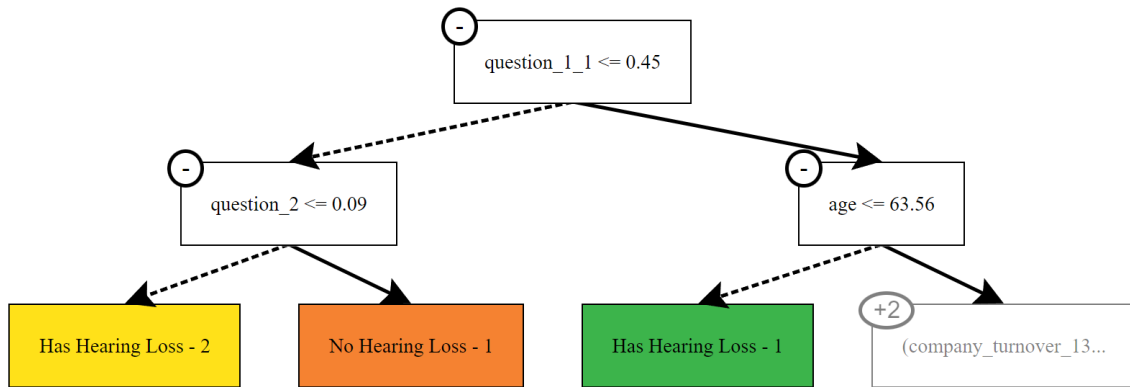 -
question_1_1 <= 0.45
-
question_2 <= 0.09
-
age <= 63.56
Has Hearing Loss - 2
No Hearing Loss - 1
Has Hearing Loss - 1
+2
(company_turnover_13...